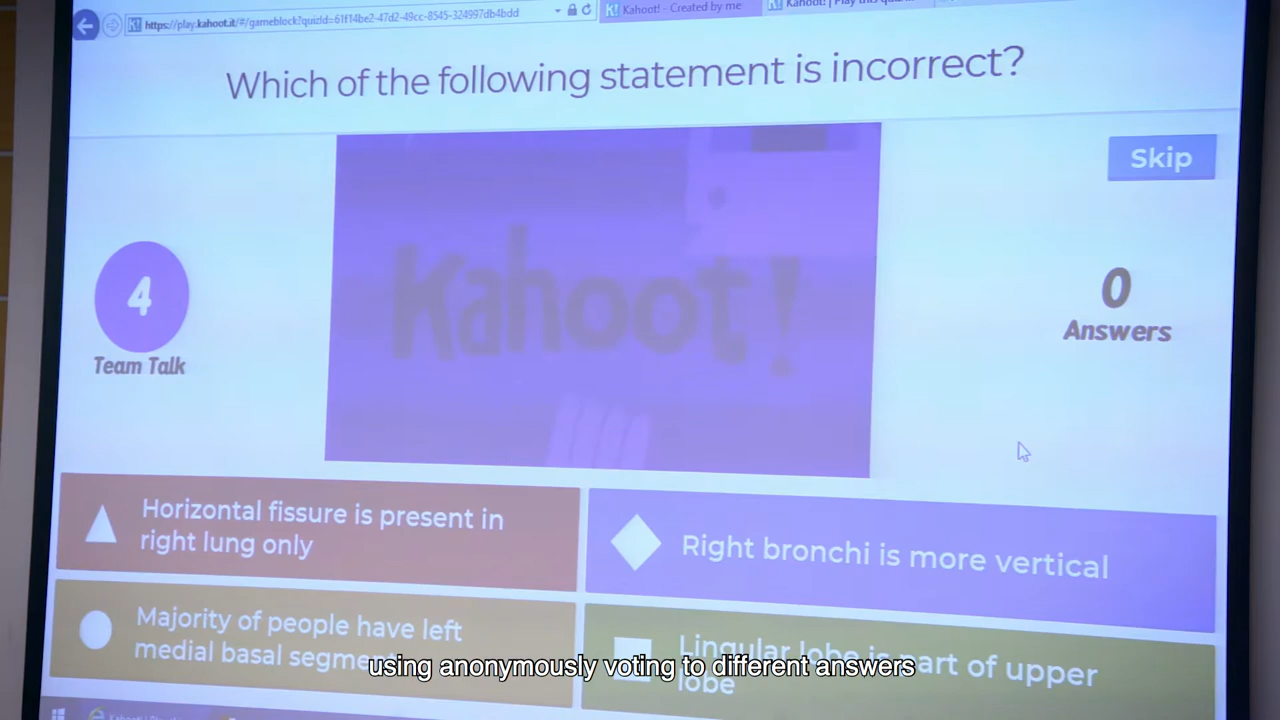 https://play.kahoot.it/#/gameblock?quizId=61f14be2-47d2-49cc-8545-324997db4bdd
K! Kahoot! - Created by me
K! Kahoot! | Play this
Which of the following statement is incorrect?
Skip
Kahoot!
4
Team Talk
0
Answers
Horizontal fissure is present in
right lung only
Right bronchi is more vertical
Majority of people have left
medial basal segment
Lingular lobe is part of upper
lobe
using anonymously voting to different answers